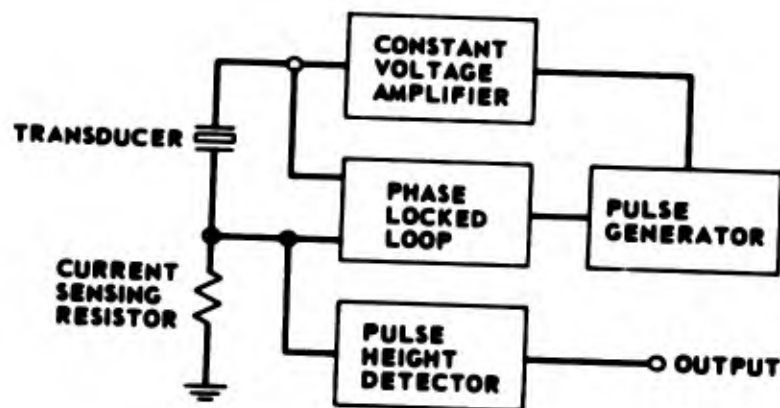 CONSTANT
VOLTAGE
AMPLIFIER
TRANSDUCER
PHASE
LOCKED
LOOP
PULSE
GENERATOR
CURRENT
SENSING
RESISTOR
PULSE
HEIGHT
DETECTOR
OUTPUT